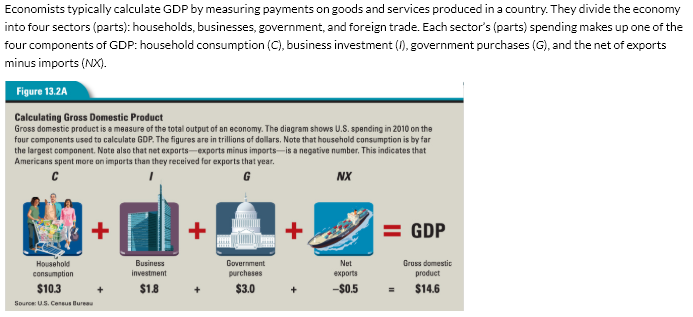 Economists typically calculate GDP by measuring payments on goods and services produced in a country. They divide the economy
into four sectors (parts): households, businesses, government, and foreign trade. Each sector's (parts) spending makes up one of the
four components of GDP: household consumption (C), business investment (I), government purchases (G), and the net of exports
minus imports (NX).
Figure 13.2A
Calculating Gross Domestic Product
Gross domestic product is a measure of the total output of an economy. The diagram shows U.S. spending in 2010 on the
four components used to calculate GDP. The figures are in trillions of dollars. Note that household consumption is by far
the largest component. Note also that net exports—exports minus imports—is a negative number. This indicates that
Americans spent more on imports than they received for exports that year.
C I G NX
+ + + = GDP
Household Business Government Net Gross domestic
consumption investment purchases exports product
$10.3 + $1.8 + $3.0 + –$0.5 = $14.6
Source: U.S. Census Bureau